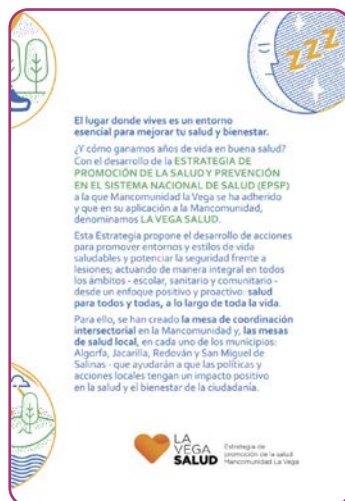 ZZZ
El lugar donde vives es un entorno
esencial para mejorar tu salud y bienestar.
¿Y cómo ganamos años de vida en buena salud?
Con el desarrollo de la ESTRATEGIA DE
PROMOCIÓN DE LA SALUD Y PREVENCIÓN
EN EL SISTEMA NACIONAL DE SALUD (EPSP)
a la que Mancomunidad la Vega se ha adherido
y que en su aplicación a la Mancomunidad,
denominamos LA VEGA SALUD.
Esta Estrategia propone el desarrollo de acciones
para promover entornos y estilos de vida
saludables y potenciar la seguridad frente a
lesiones; actuando de manera integral en todos
los ámbitos - escolar, sanitario y comunitario -
desde un enfoque positivo y proactivo: salud
para todos y todas, a lo largo de toda la vida.
Para ello, se han creado la mesa de coordinación
intersectorial en la Mancomunidad y, las mesas
de salud local, en cada uno de los municipios:
Algorfa, Jacarilla, Redován y San Miguel de
Salinas - que ayudarán a que las políticas y
acciones locales tengan un impacto positivo
en la salud y el bienestar de la ciudadanía.
LA
VEGA
SALUD
Estrategia de
promoción de la salud
Mancomunidad La Vega